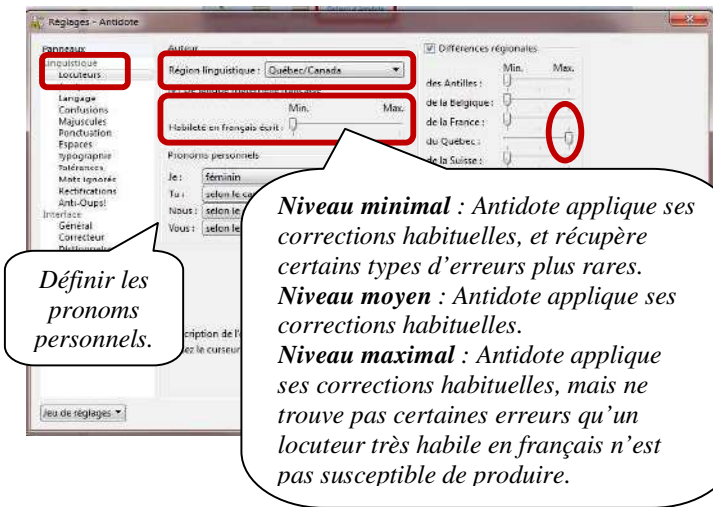 Réglages - Antidote
Panneaux
Linguistique
Locuteurs
Langage
Confusions
Majuscules
Ponctuation
Espaces
Typographie
Tolérances
Mots ignorés
Rectifications
Anti-Oups!
Interface
Général
Correcteur
Auteur
Région linguistique : Québec/Canada
Min. Max.
Habileté en français écrit :
Pronoms personnels
Je : féminin
Tu : selon le
Nous : selon le
Vous : selon le
Différences régionales
Min. Max.
des Antilles :
de la Belgique :
de la France :
du Québec :
de la Suisse :
Définir les
pronoms
personnels.
Niveau minimal : Antidote applique ses
corrections habituelles, et récupère
certains types d’erreurs plus rares.
Niveau moyen : Antidote applique ses
corrections habituelles.
Niveau maximal : Antidote applique
ses corrections habituelles, mais ne
trouve pas certaines erreurs qu’un
locuteur très habile en français n’est
pas susceptible de produire.
le curseur
Jeu de réglages